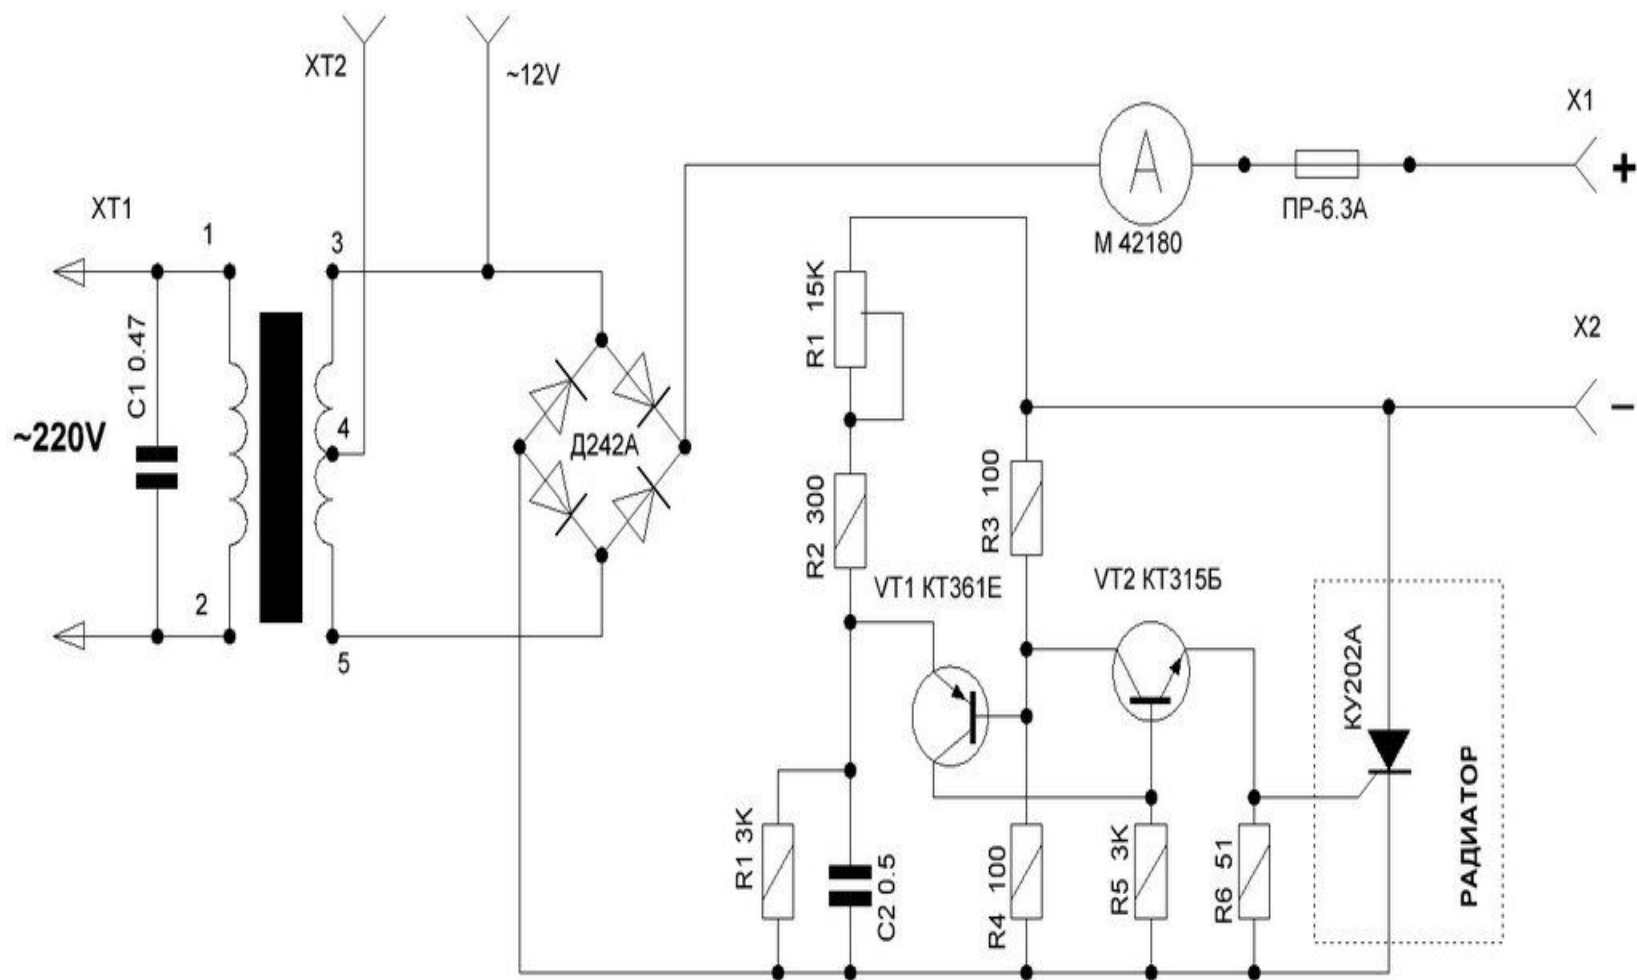 XT2
~12V
X1
+
XT1
1
3
A
ПР-6.3А
М 42180
R1 15K
X2
C1 0.47
~220V
4
Д242А
−
R2 300
R3 100
2
5
VT1 КТ361Е
VT2 КТ315Б
КУ202А
РАДИАТОР
R1 3K
C2 0.5
R4 100
R5 3K
R6 51